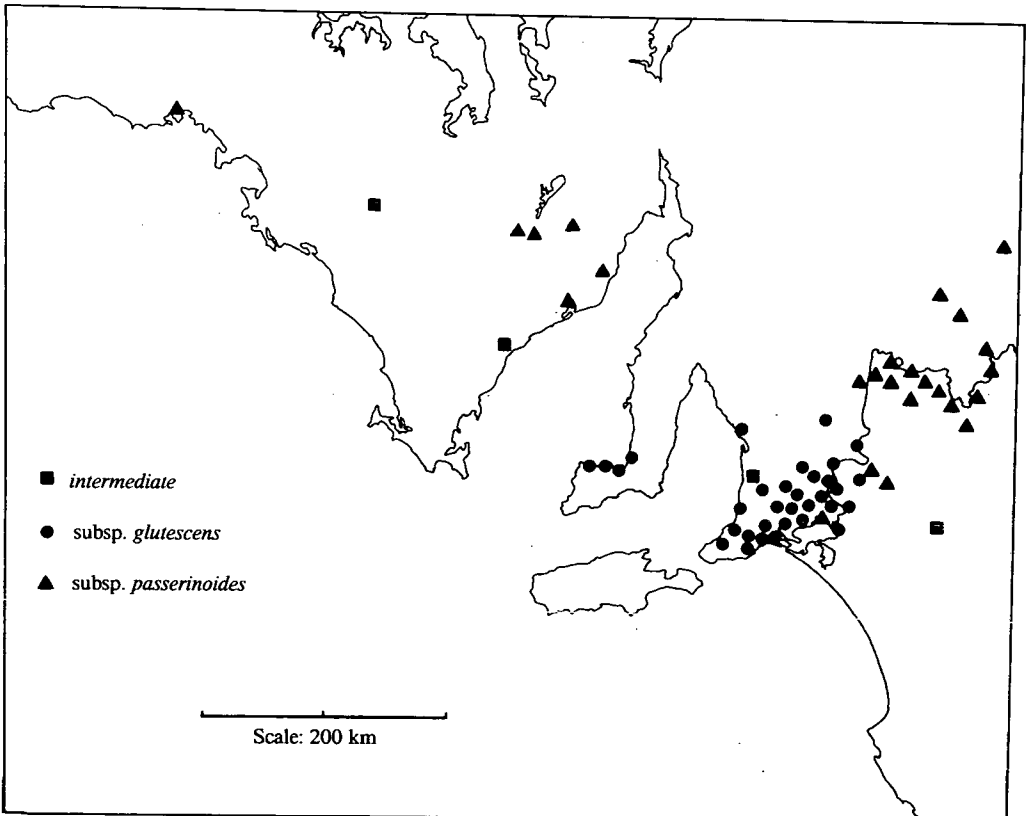 intermediate
subsp. glutescens
subsp. passerinoides
Scale: 200 km